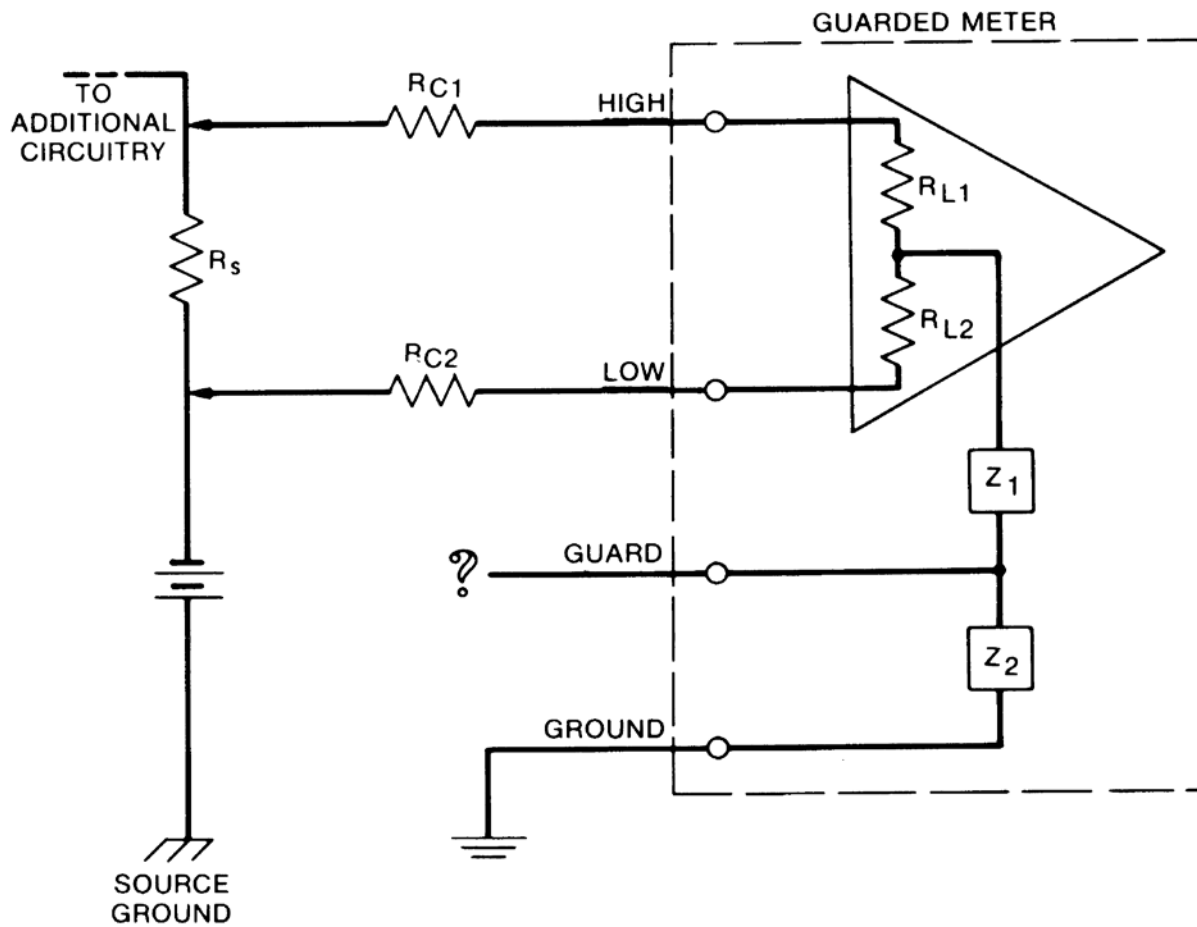 GUARDED METER
TO
ADDITIONAL
CIRCUITRY
RC1
HIGH
RL1
Rs
RL2
RC2
LOW
Z1
?
GUARD
Z2
GROUND
SOURCE
GROUND